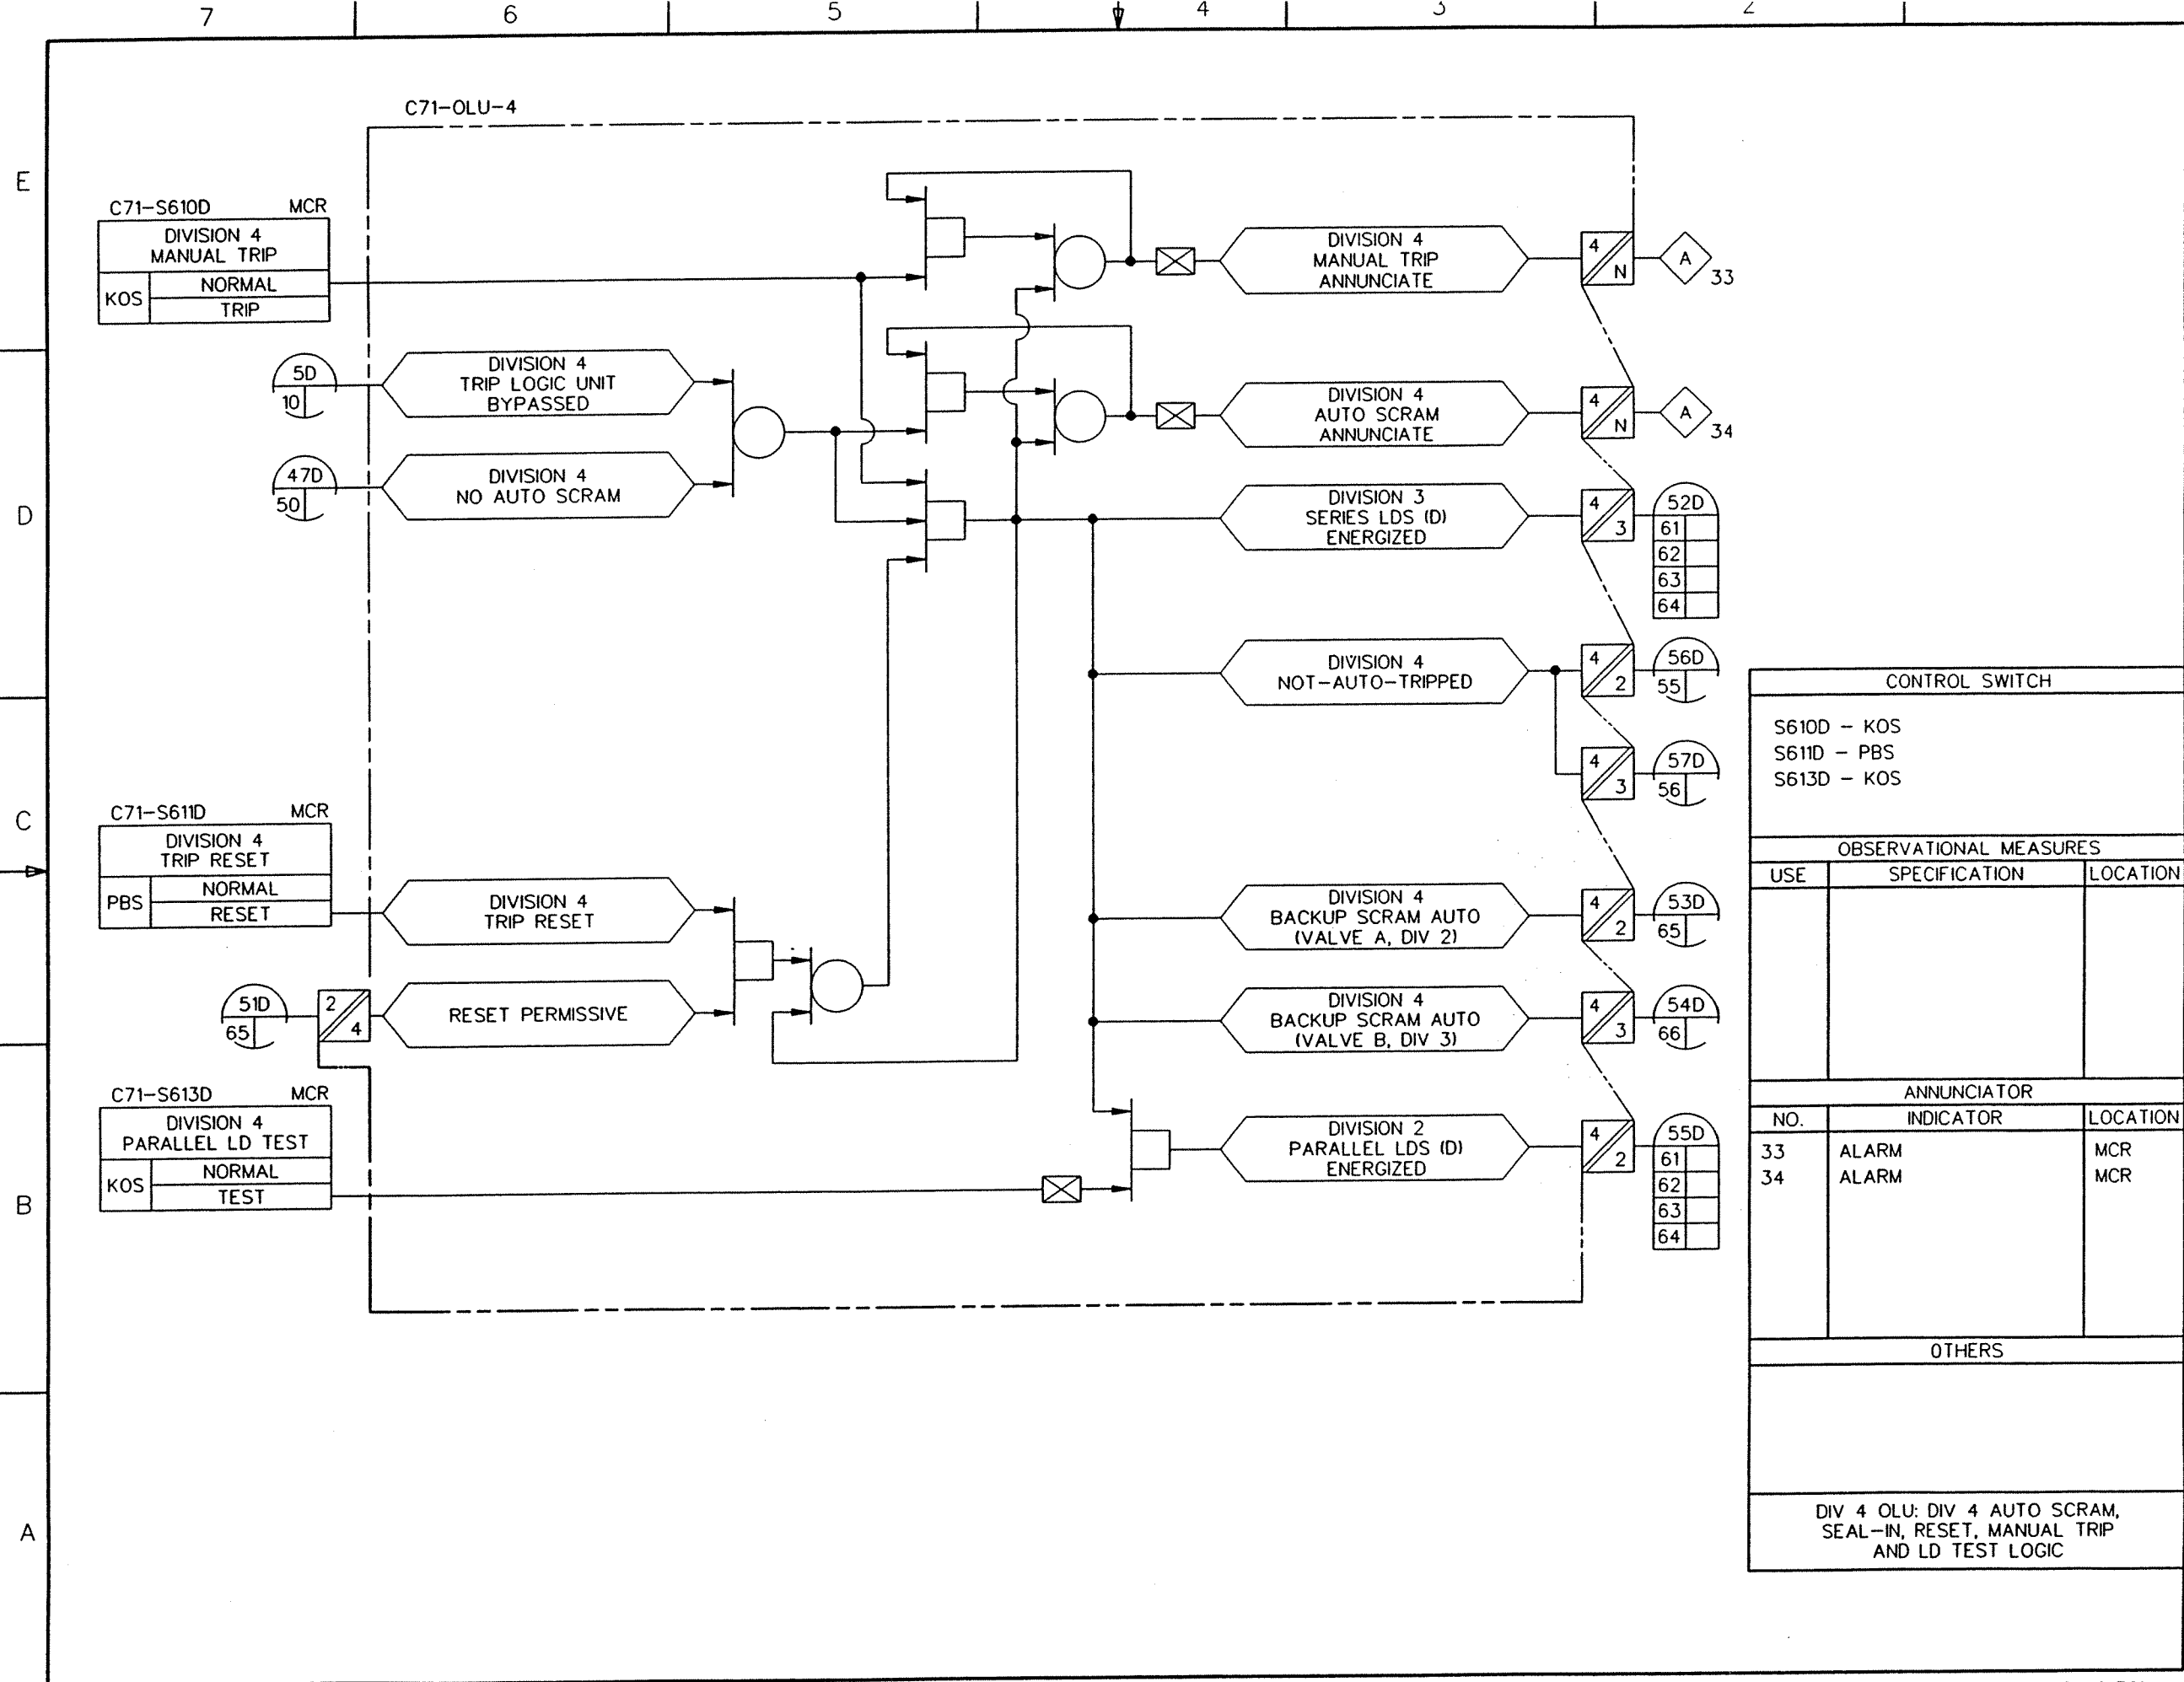 7 6 5 4 3 2
C71-OLU-4
E
C71-S610D MCR
DIVISION 4
MANUAL TRIP
KOS NORMAL
TRIP
DIVISION 4
MANUAL TRIP
ANNUNCIATE
4
N
A
33
5D
10
DIVISION 4
TRIP LOGIC UNIT
BYPASSED
DIVISION 4
AUTO SCRAM
ANNUNCIATE
4
N
A
34
D
47D
50
DIVISION 4
NO AUTO SCRAM
DIVISION 3
SERIES LDS (D)
ENERGIZED
4
3
52D
61
62
63
64
DIVISION 4
NOT-AUTO-TRIPPED
4
2
56D
55
4
3
57D
56
C
C71-S611D MCR
DIVISION 4
TRIP RESET
PBS NORMAL
RESET
DIVISION 4
TRIP RESET
DIVISION 4
BACKUP SCRAM AUTO
(VALVE A, DIV 2)
4
2
53D
65
51D
65
2
4
RESET PERMISSIVE
DIVISION 4
BACKUP SCRAM AUTO
(VALVE B, DIV 3)
4
3
54D
66
B
C71-S613D MCR
DIVISION 4
PARALLEL LD TEST
KOS NORMAL
TEST
DIVISION 2
PARALLEL LDS (D)
ENERGIZED
4
2
55D
61
62
63
64
A
CONTROL SWITCH
S610D - KOS
S611D - PBS
S613D - KOS
OBSERVATIONAL MEASURES
USE SPECIFICATION LOCATION
ANNUNCIATOR
NO. INDICATOR LOCATION
33 ALARM MCR
34 ALARM MCR
OTHERS
DIV 4 OLU: DIV 4 AUTO SCRAM,
SEAL-IN, RESET, MANUAL TRIP
AND LD TEST LOGIC